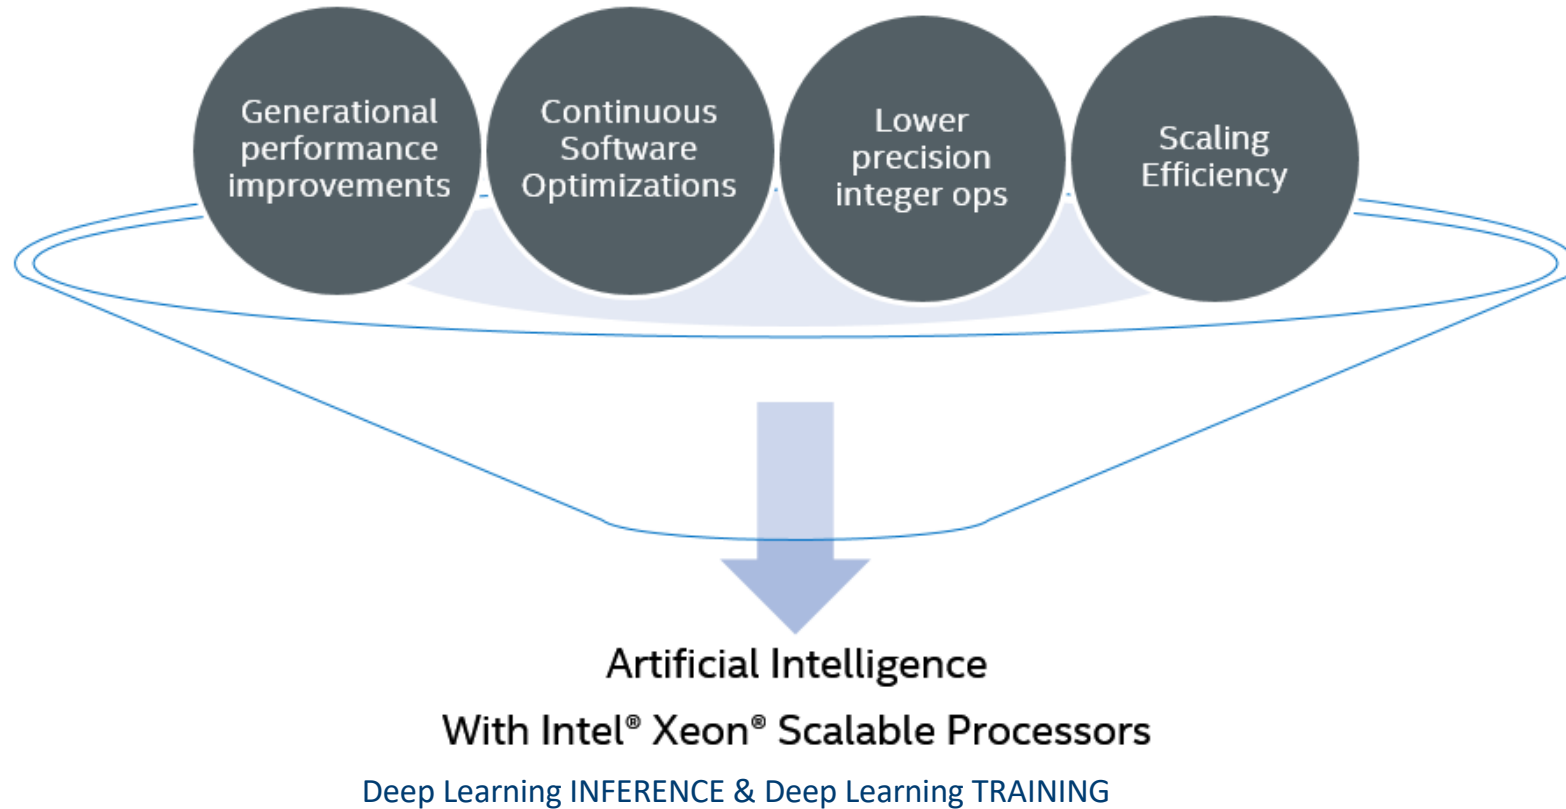 Generational
performance
improvements
Continuous
Software
Optimizations
Lower
precision
integer ops
Scaling
Efficiency
Artificial Intelligence
With Intel® Xeon® Scalable Processors
Deep Learning INFERENCE & Deep Learning TRAINING